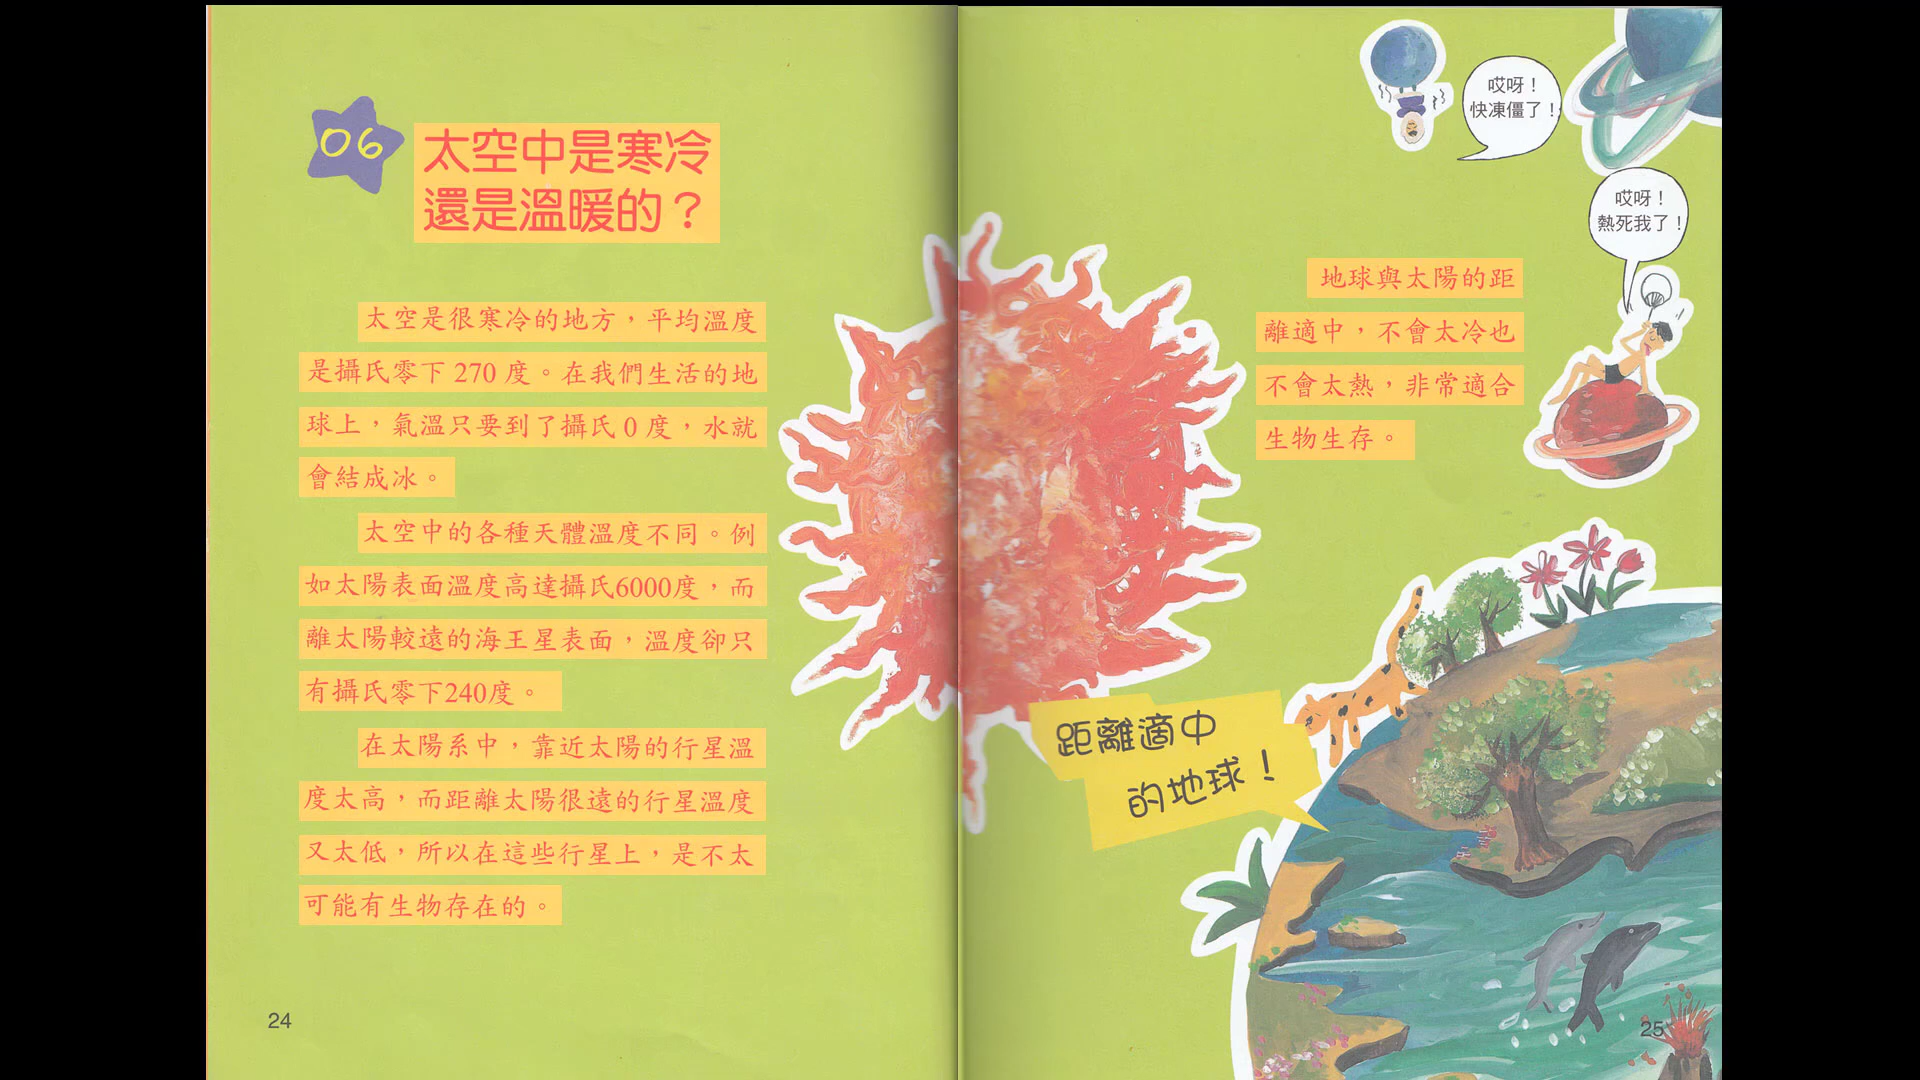 06
太空中是寒冷
還是溫暖的？
太空是很寒冷的地方，平均溫度
是攝氏零下 270 度。在我們生活的地
球上，氣溫只要到了攝氏 0 度，水就
會結成冰。
太空中的各種天體溫度不同。例
如太陽表面溫度高達攝氏6000度，而
離太陽較遠的海王星表面，溫度卻只
有攝氏零下240度。
在太陽系中，靠近太陽的行星溫
度太高，而距離太陽很遠的行星溫度
又太低，所以在這些行星上，是不太
可能有生物存在的。
24
哎呀！
快凍僵了！
哎呀！
熱死我了！
地球與太陽的距
離適中，不會太冷也
不會太熱，非常適合
生物生存。
距離適中
的地球！
25